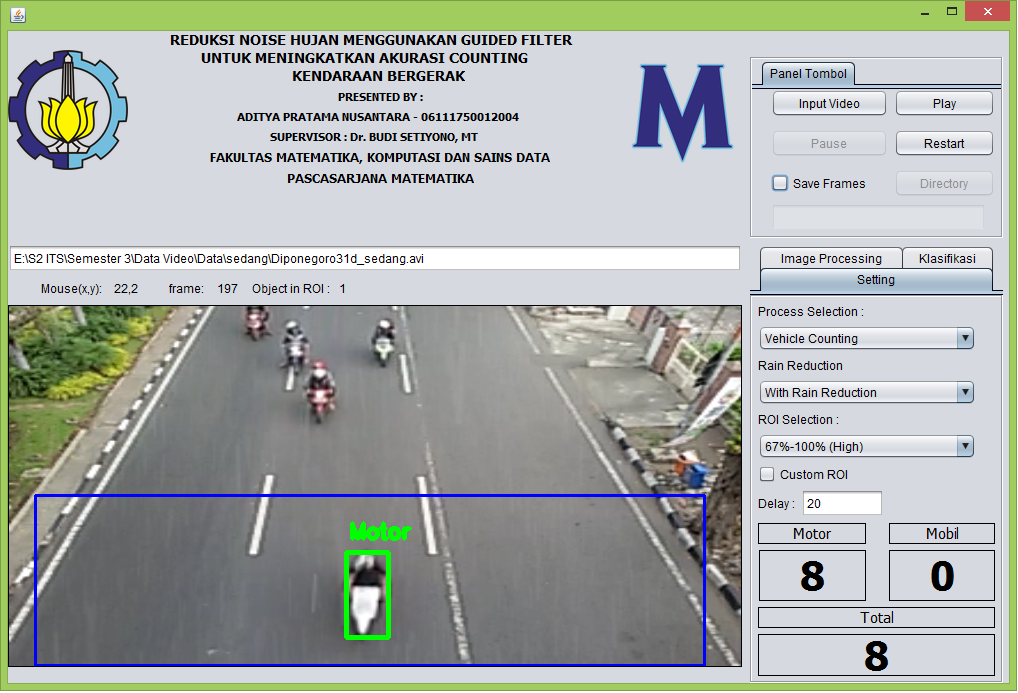 REDUKSI NOISE HUJAN MENGGUNAKAN GUIDED FILTER
UNTUK MENINGKATKAN AKURASI COUNTING
KENDARAAN BERGERAK
PRESENTED BY :
ADITYA PRATAMA NUSANTARA - 06111750012004
SUPERVISOR : Dr. BUDI SETIYONO, MT
FAKULTAS MATEMATIKA, KOMPUTASI DAN SAINS DATA
PASCASARJANA MATEMATIKA
M
Panel Tombol
Input Video
Play
Pause
Restart
Save Frames
Directory
E:\S2 ITS\Semester 3\Data Video\Data\sedang\Diponegoro31d_sedang.avi
Mouse(x,y): 22,2 frame: 197 Object in ROI : 1
Motor
Image Processing
Klasifikasi
Setting
Process Selection :
Vehicle Counting
Rain Reduction
With Rain Reduction
ROI Selection :
67%-100% (High)
Custom ROI
Delay : 20
Motor
Mobil
8
0
Total
8